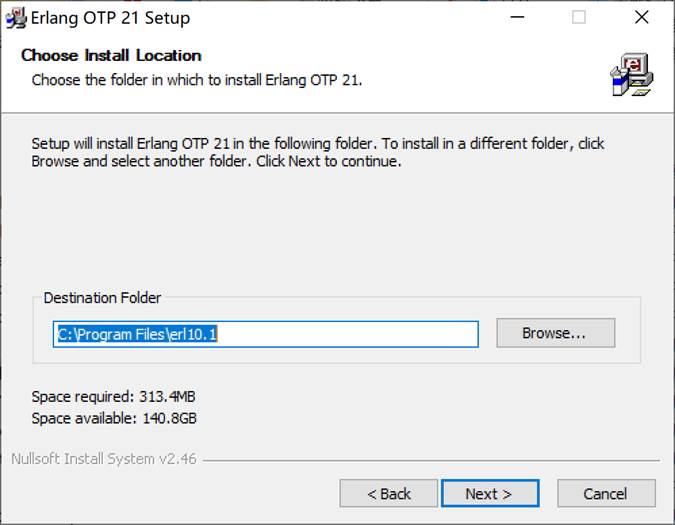 Erlang OTP 21 Setup
Choose Install Location
Choose the folder in which to install Erlang OTP 21.
Setup will install Erlang OTP 21 in the following folder. To install in a different folder, click
Browse and select another folder. Click Next to continue.
Destination Folder
C:\Program Files\erl10.1
Browse...
Space required: 313.4MB
Space available: 140.8GB
Nullsoft Install System v2.46
< Back
Next >
Cancel